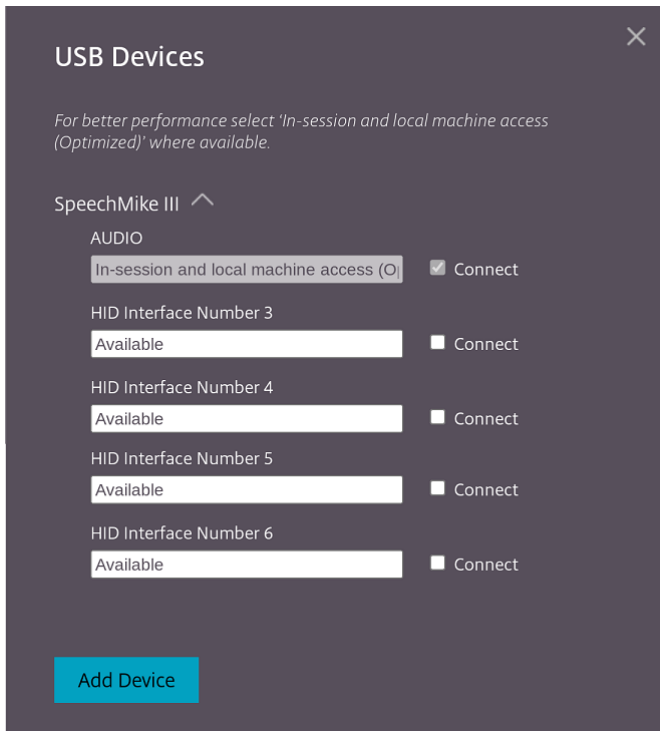 USB Devices
For better performance select 'In-session and local machine access
(Optimized)' where available.
SpeechMike III
AUDIO
In-session and local machine access (O
Connect
HID Interface Number 3
Available
Connect
HID Interface Number 4
Available
Connect
HID Interface Number 5
Available
Connect
HID Interface Number 6
Available
Connect
Add Device